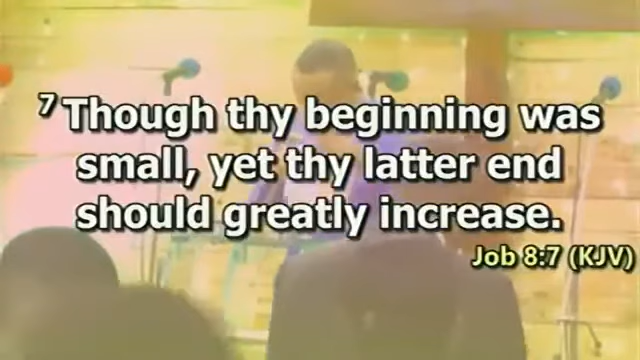 7 Though thy beginning was
small, yet thy latter end
should greatly increase.
Job 8:7 (KJV)